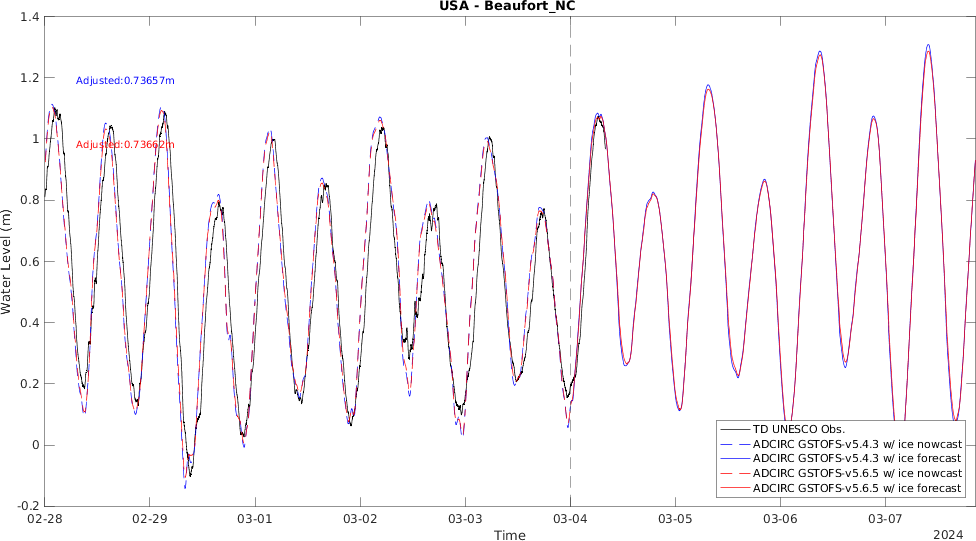 USA - Beaufort_NC
1.4
1.2
1
0.8
0.6
0.4
0.2
0
-0.2
Water Level (m)
Adjusted:0.73657m
Adjusted:0.73662m
TD UNESCO Obs.
ADCIRC GSTOFS-v5.4.3 w/ ice nowcast
ADCIRC GSTOFS-v5.4.3 w/ ice forecast
ADCIRC GSTOFS-v5.6.5 w/ ice nowcast
ADCIRC GSTOFS-v5.6.5 w/ ice forecast
02-28 02-29 03-01 03-02 03-03 03-04 03-05 03-06 03-07
Time
2024